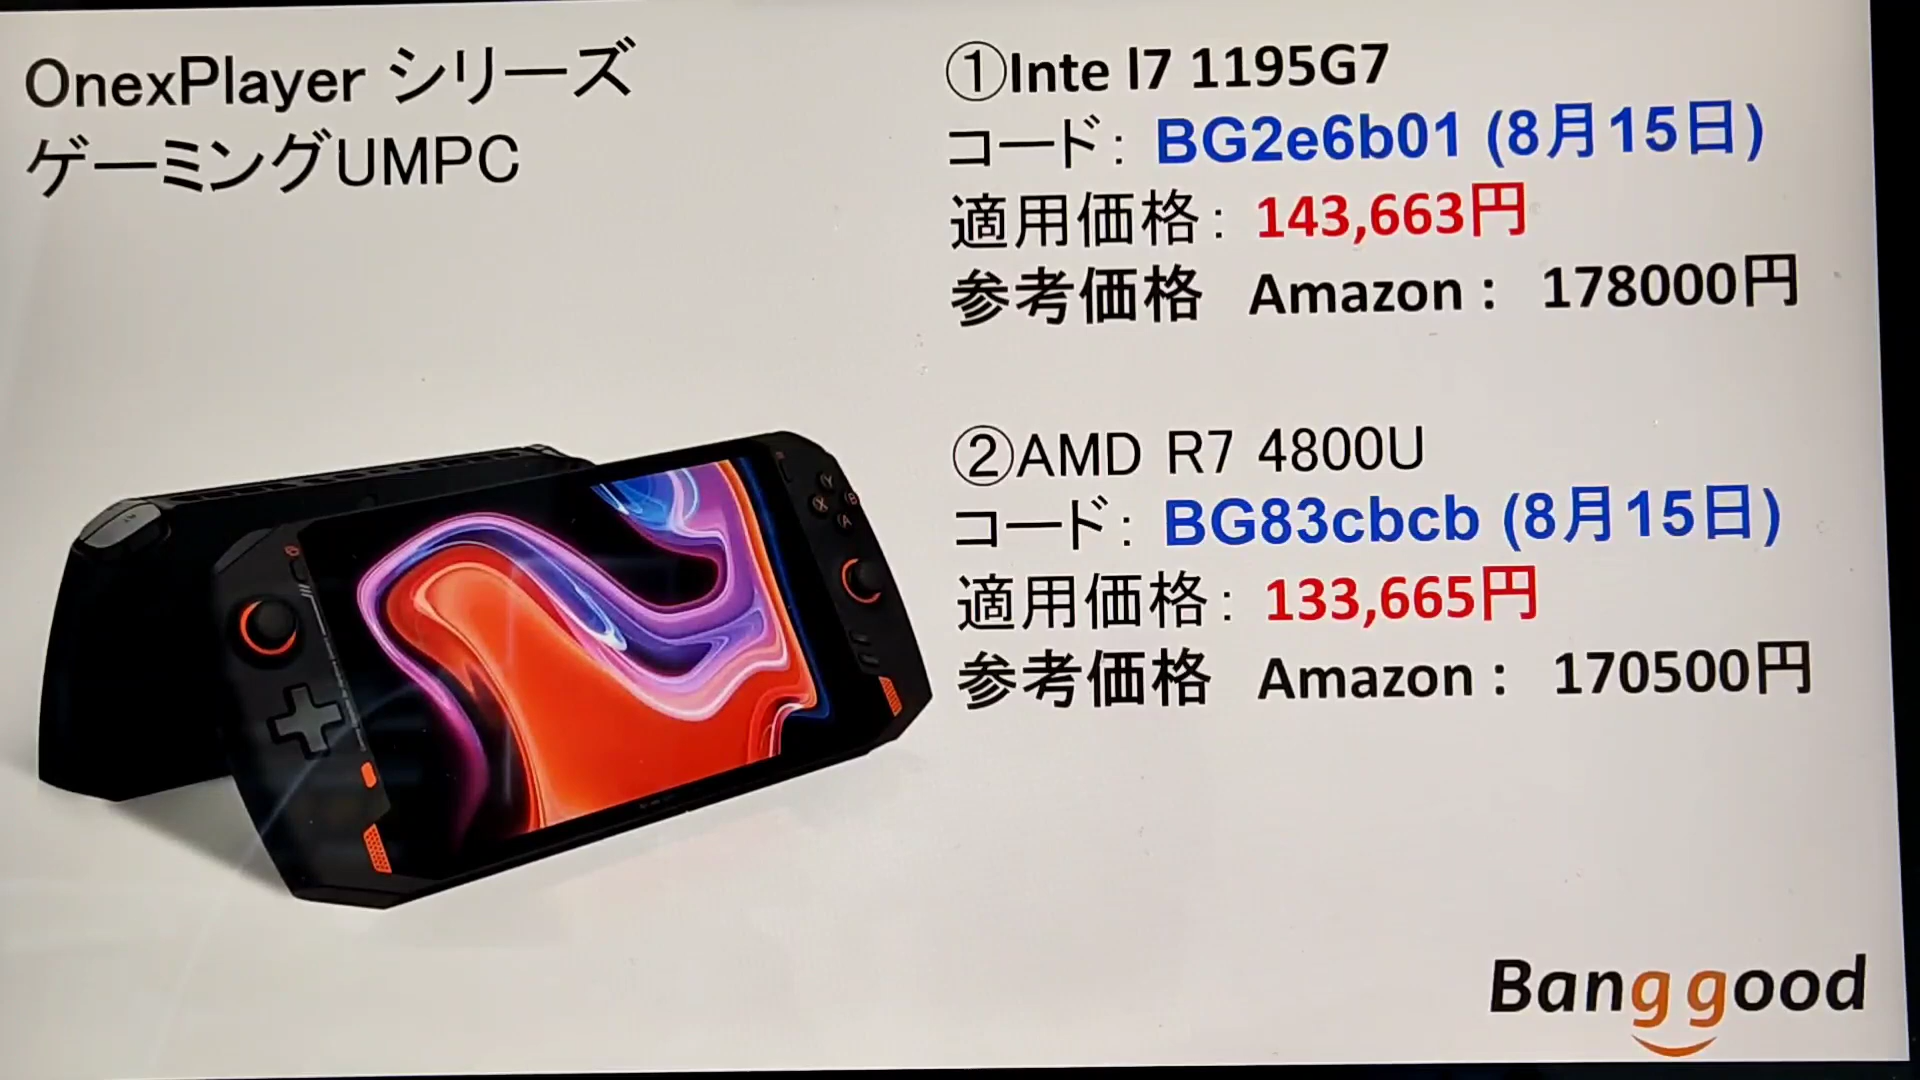 OnexPlayer シリーズ
ゲーミングUMPC
①Inte l7 1195G7
コード： BG2e6b01 (8月15日)
適用価格： 143,663円
参考価格 Amazon： 178000円
②AMD R7 4800U
コード： BG83cbcb (8月15日)
適用価格： 133,665円
参考価格 Amazon： 170500円
Y
X
B
A
Banggood